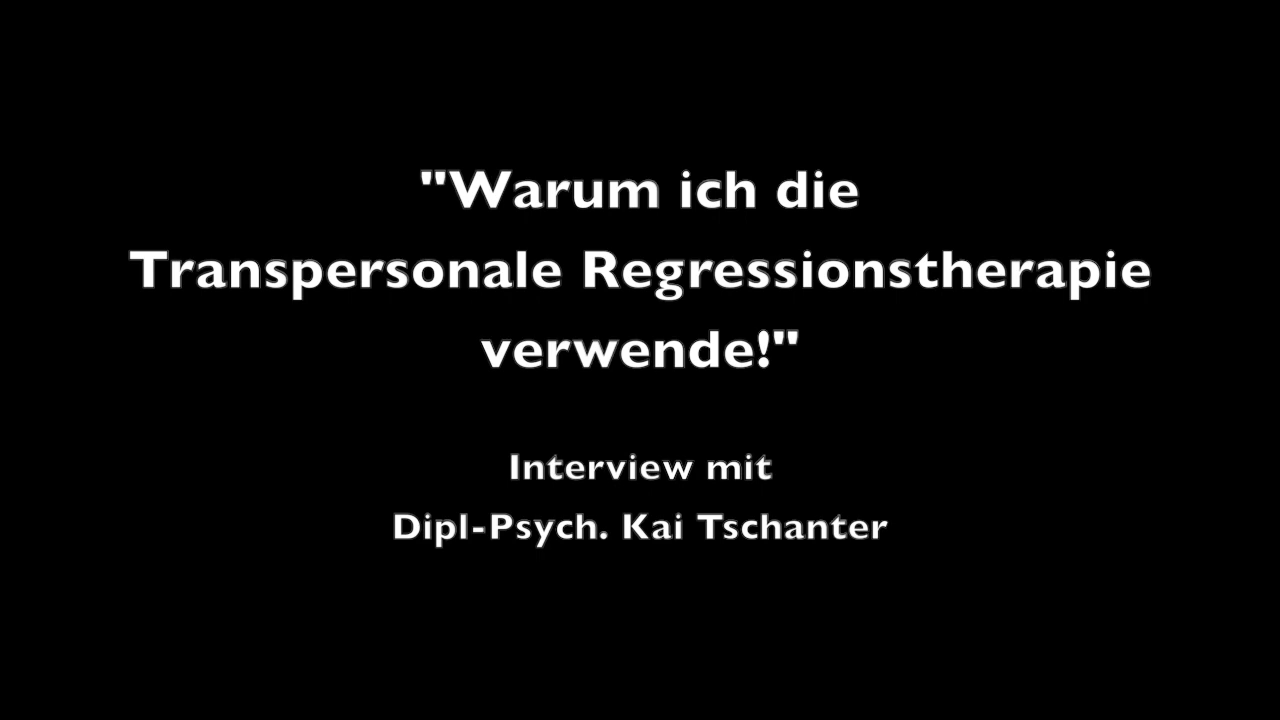 "Warum ich die
Transpersonale Regressionstherapie
verwende!"
Interview mit
Dipl-Psych. Kai Tschanter